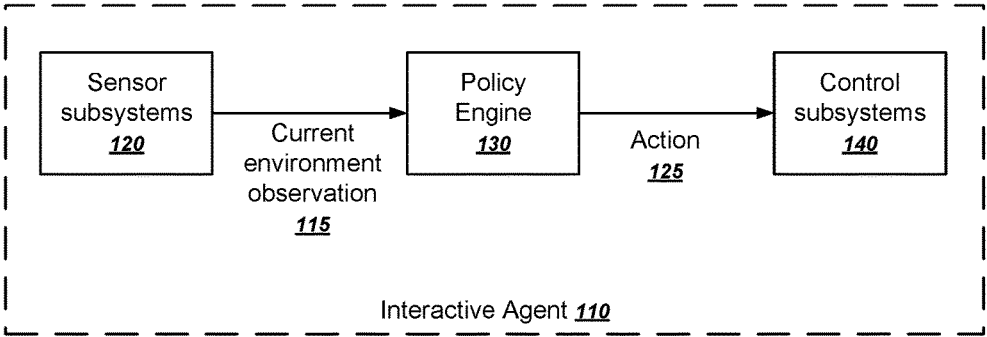 Sensor
subsystems
120
Current
environment
observation
115
Policy
Engine
130
Action
125
Control
subsystems
140
Interactive Agent 110